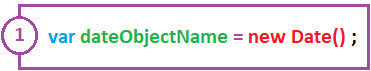 1 var dateObjectName = new Date() ;